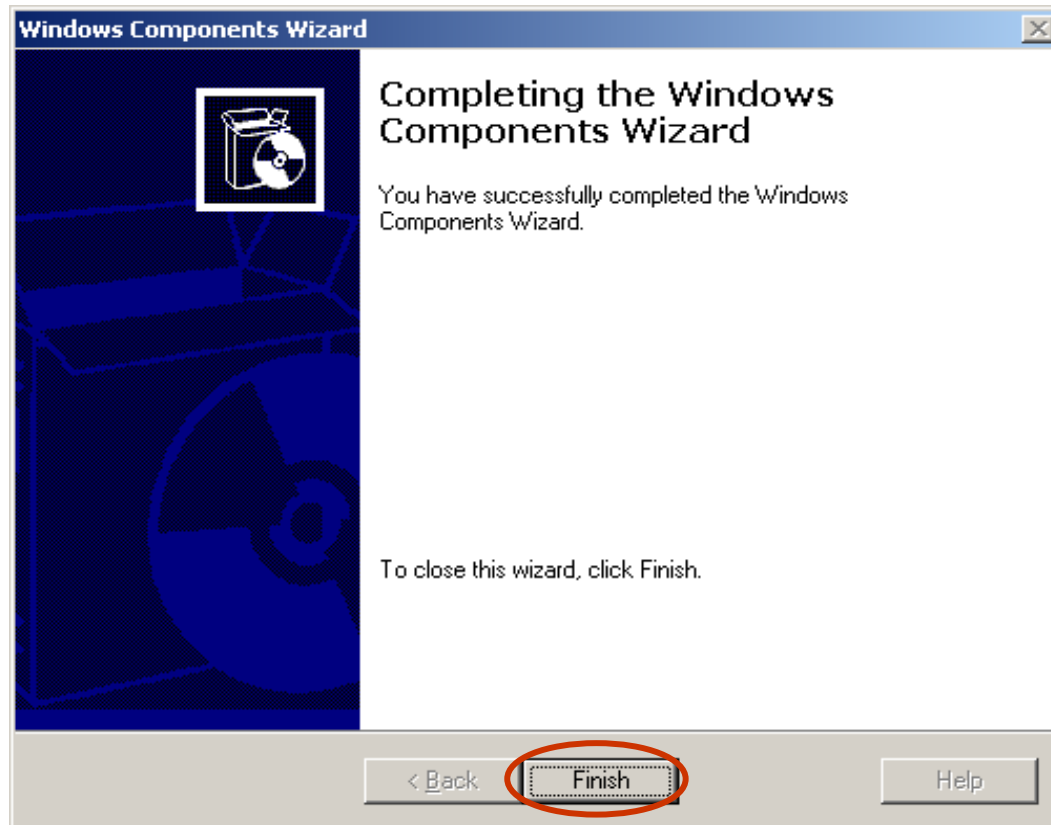 Windows Components Wizard
Completing the Windows
Components Wizard
You have successfully completed the Windows
Components Wizard.
To close this wizard, click Finish.
< Back
Finish
Help